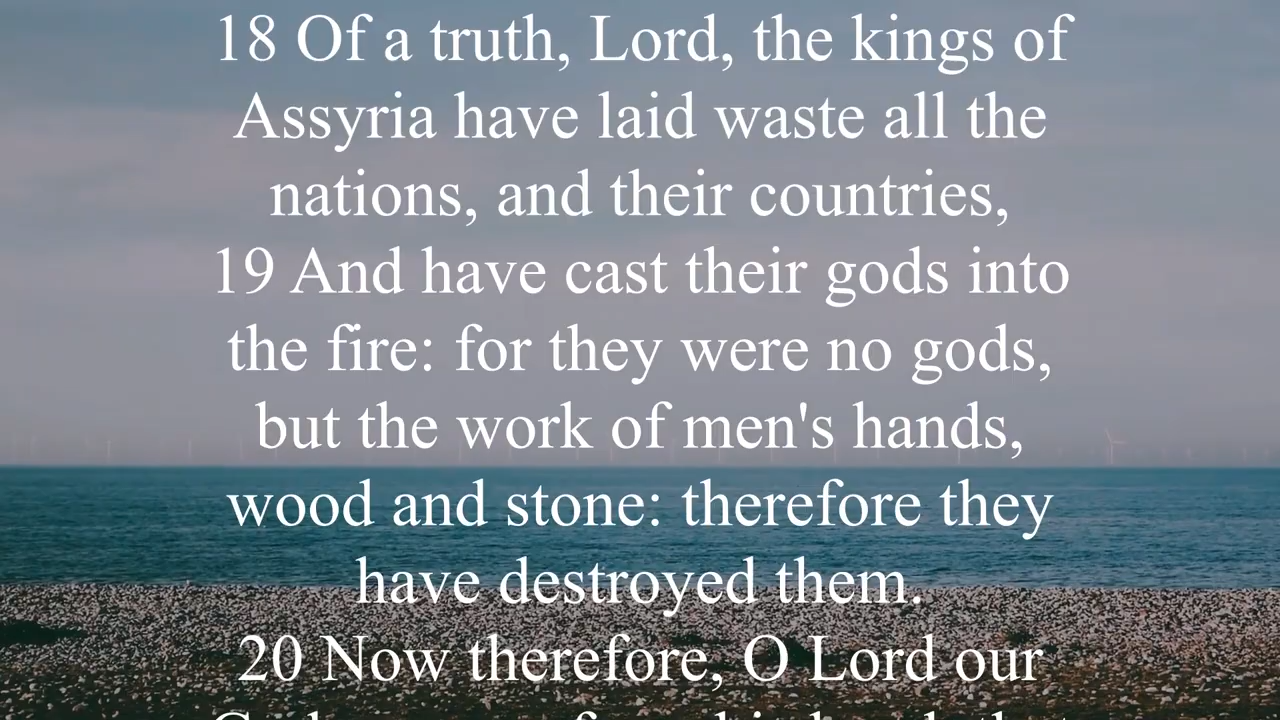 18 Of a truth, Lord, the kings of
Assyria have laid waste all the
nations, and their countries,
19 And have cast their gods into
the fire: for they were no gods,
but the work of men's hands,
wood and stone: therefore they
have destroyed them.
20 Now therefore, O Lord our